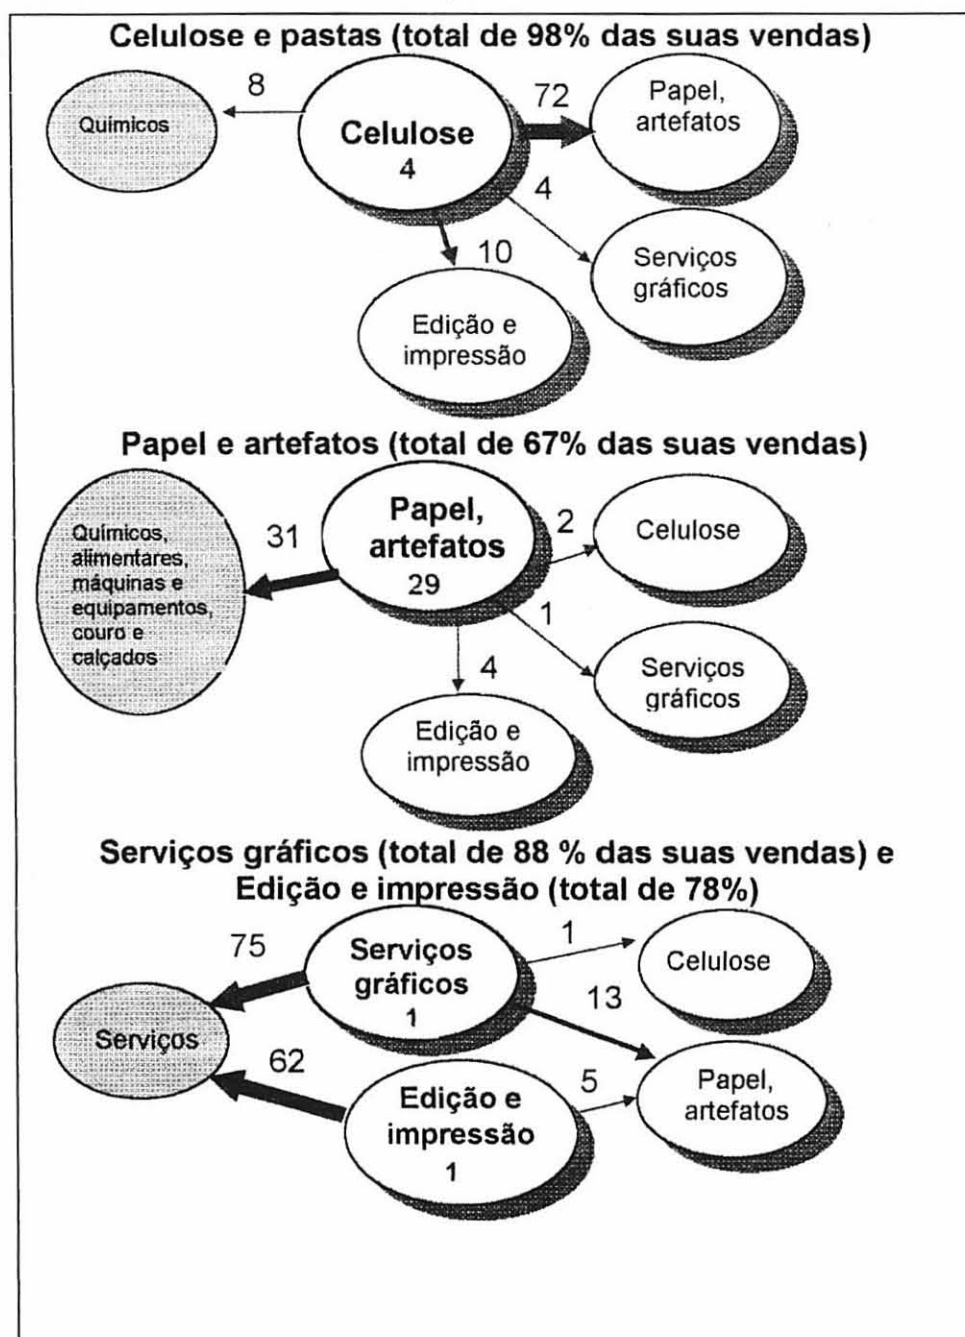 Celulose e pastas (total de 98% das suas vendas)
8
72
Químicos
Celulose
4
Papel,
artefatos
4
10
Serviços
gráficos
Edição e
impressão
Papel e artefatos (total de 67% das suas vendas)
31
Químicos,
alimentares,
máquinas e
equipamentos,
couro e
calçados
Papel,
artefatos
29
2
Celulose
1
4
Serviços
gráficos
Edição e
impressão
Serviços gráficos (total de 88 % das suas vendas) e
Edição e impressão (total de 78%)
75
Serviços
gráficos
1
1
Celulose
13
Serviços
62
Edição e
impressão
1
5
Papel,
artefatos